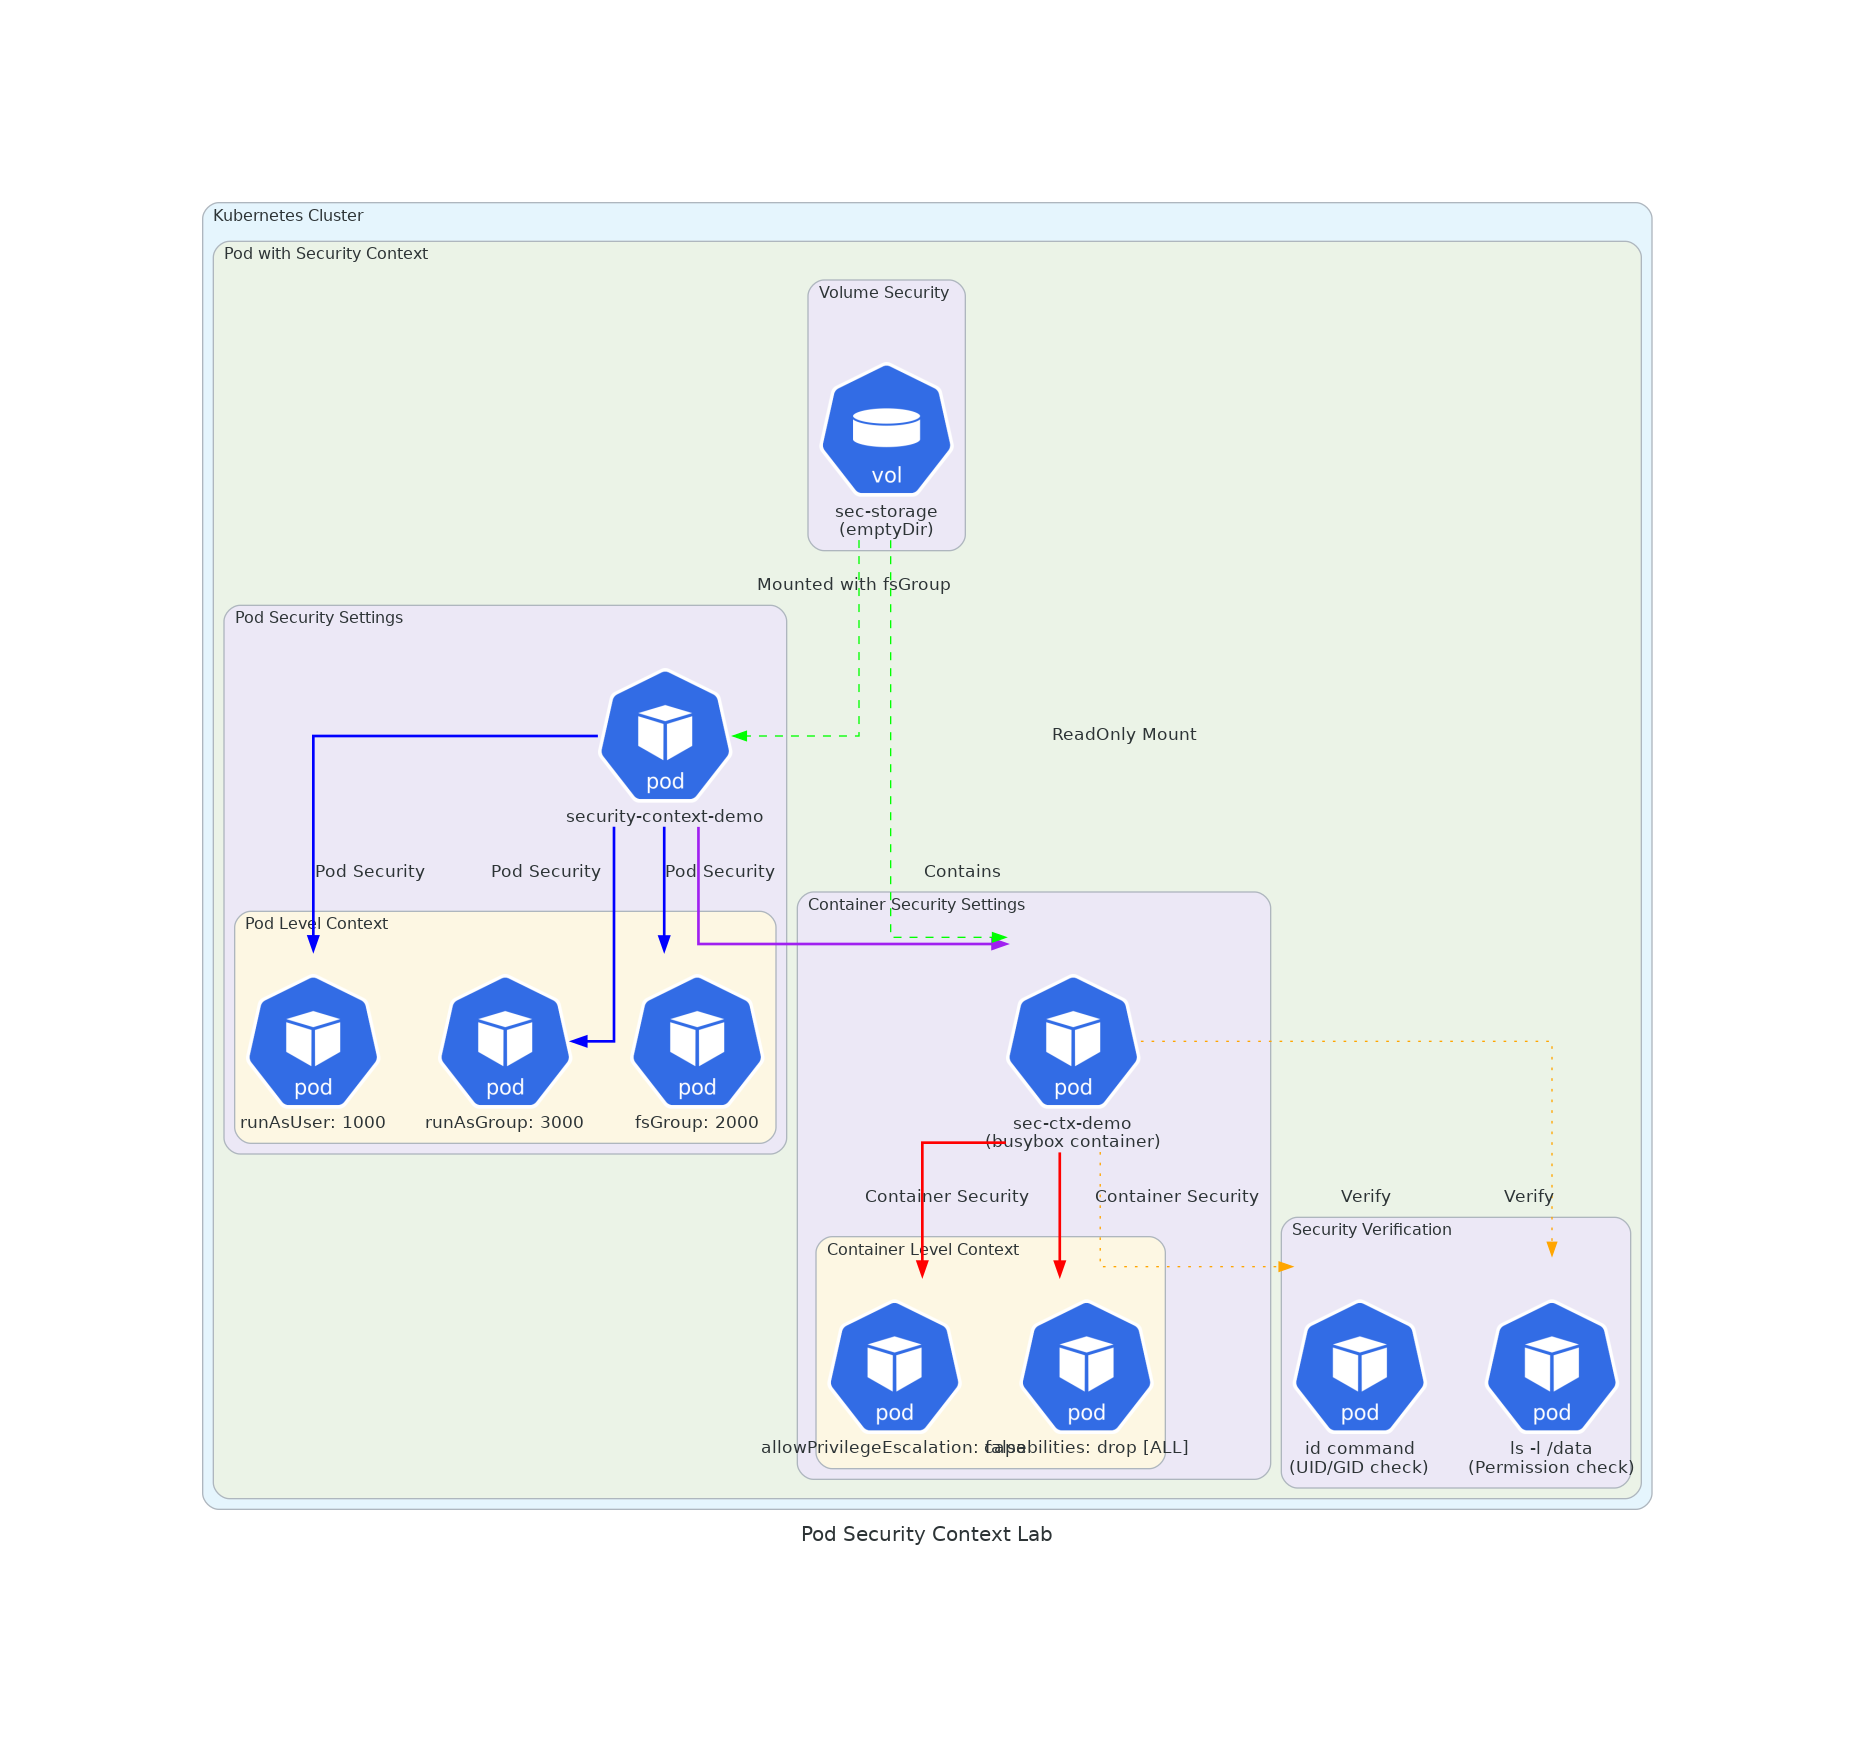 Kubernetes Cluster
Pod with Security Context
Volume Security
vol
sec-storage
(emptyDir)
Mounted with fsGroup
Pod Security Settings
pod
security-context-demo
ReadOnly Mount
Pod Security
Pod Security
Pod Security
Contains
Pod Level Context
Container Security Settings
pod
runAsUser: 1000
pod
runAsGroup: 3000
pod
fsGroup: 2000
pod
sec-ctx-demo
(busybox container)
Container Security
Container Security
Verify
Verify
Container Level Context
Security Verification
pod
allowPrivilegeEscalation: false
pod
capabilities: drop [ALL]
pod
id command
(UID/GID check)
pod
ls -l /data
(Permission check)
Pod Security Context Lab